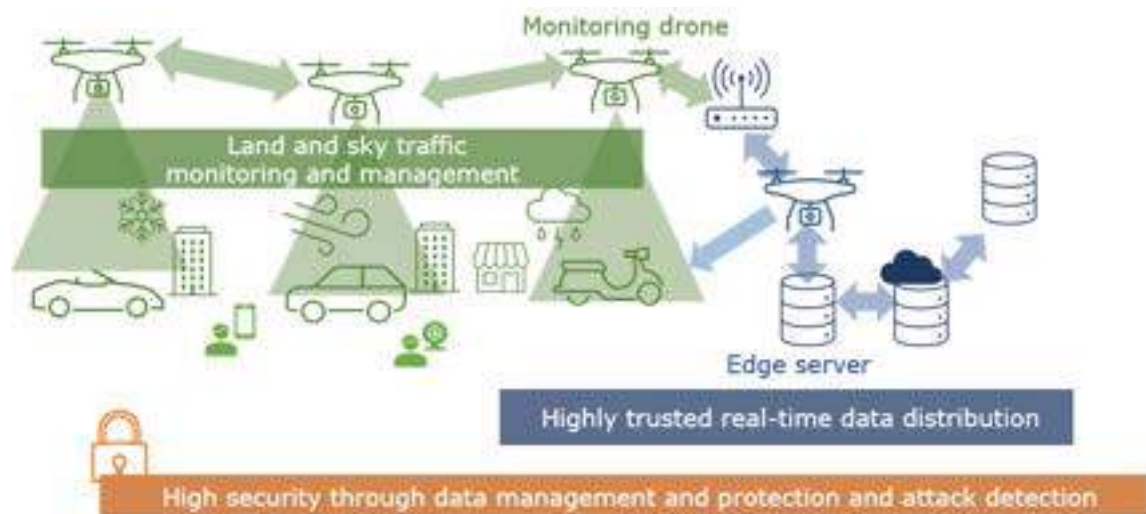 Monitoring drone
Land and sky traffic
monitoring and management
Edge server
Highly trusted real-time data distribution
High security through data management and protection and attack detection